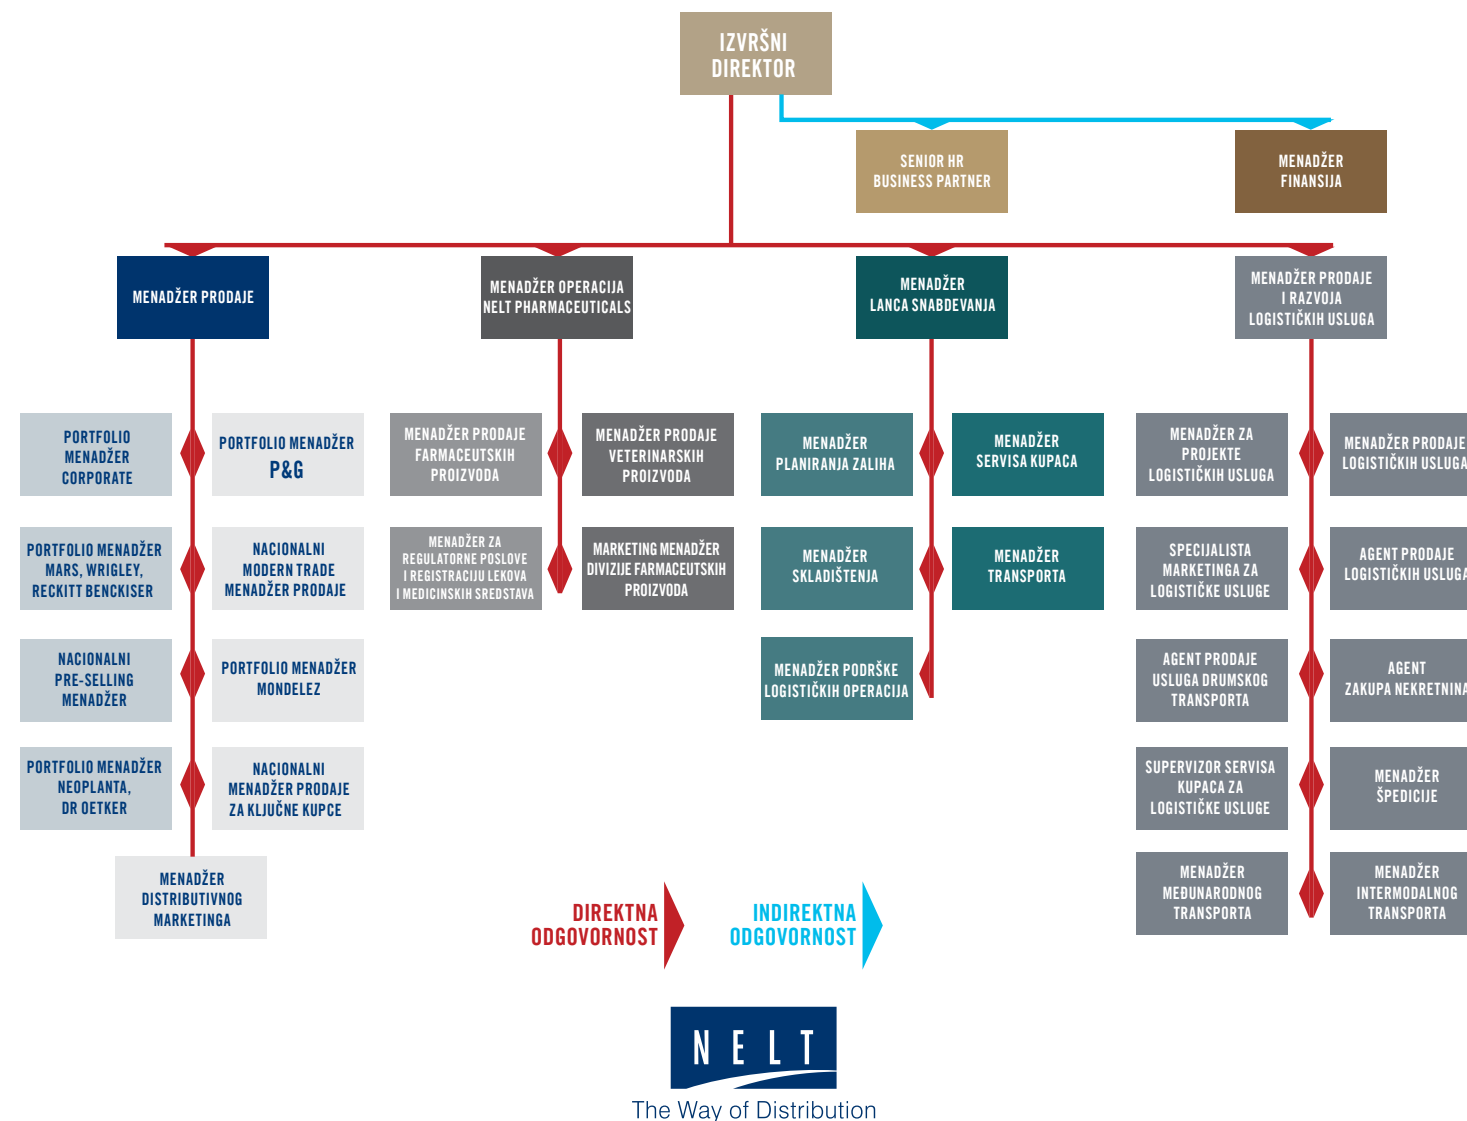 IZVRŠNI
DIREKTOR
SENIOR HR
BUSINESS PARTNER
MENADŽER
FINANSIJA
MENADŽER PRODAJE
MENADŽER OPERACIJA
NELT PHARMACEUTICALS
MENADŽER
LANCA SNABDEVANJA
MENADŽER PRODAJE
I RAZVOJA
LOGISTIČKIH USLUGA
PORTFOLIO
MENADŽER
CORPORATE
PORTFOLIO MENADŽER
P&G
PORTFOLIO MENADŽER
MARS, WRIGLEY,
RECKITT BENCKISER
NACIONALNI
MODERN TRADE
MENADŽER PRODAJE
NACIONALNI
PRE-SELLING
MENADŽER
PORTFOLIO MENADŽER
MONDELEZ
PORTFOLIO MENADŽER
NEOPLANTA,
DR OETKER
NACIONALNI
MENADŽER PRODAJE
ZA KLJUČNE KUPCE
MENADŽER
DISTRIBUTIVNOG
MARKETINGA
MENADŽER PRODAJE
FARMACEUTSKIH
PROIZVODA
MENADŽER PRODAJE
VETERINARSKIH
PROIZVODA
MENADŽER ZA
REGULATORNE POSLOVE
I REGISTRACIJU LEKOVA
I MEDICINSKIH SREDSTAVA
MARKETING MENADŽER
DIVIZIJE FARMACEUTSKIH
PROIZVODA
MENADŽER
PLANIRANJA ZALIHA
MENADŽER
SERVISA KUPACA
MENADŽER
SKLADIŠTENJA
MENADŽER
TRANSPORTA
MENADŽER PODRŠKE
LOGISTIČKIH OPERACIJA
MENADŽER ZA
PROJEKTE
LOGISTIČKIH USLUGA
MENADŽER PRODAJE
LOGISTIČKIH USLUGA
SPECIJALISTA
MARKETINGA ZA
LOGISTIČKE USLUGE
AGENT PRODAJE
LOGISTIČKIH USLUGA
AGENT PRODAJE
USLUGA DRUMSKOG
TRANSPORTA
AGENT
ZAKUPA NEKRETNINA
SUPERVIZOR SERVISA
KUPACA ZA
LOGISTIČKE USLUGE
MENADŽER
ŠPEDICIJE
MENADŽER
MEĐUNARODNOG
TRANSPORTA
MENADŽER
INTERMODALNOG
TRANSPORTA
DIREKTNA
ODGOVORNOST
INDIREKTNA
ODGOVORNOST
NELT
The Way of Distribution